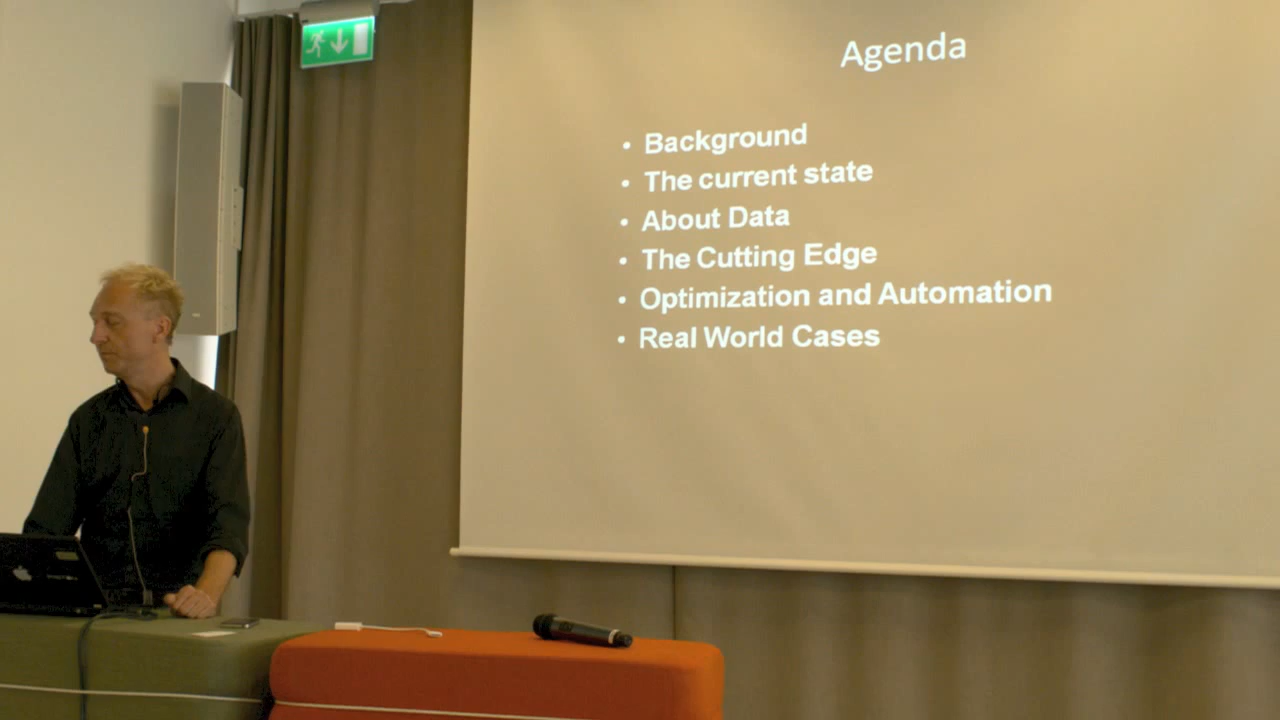 Agenda
• Background
• The current state
• About Data
• The Cutting Edge
• Optimization and Automation
• Real World Cases